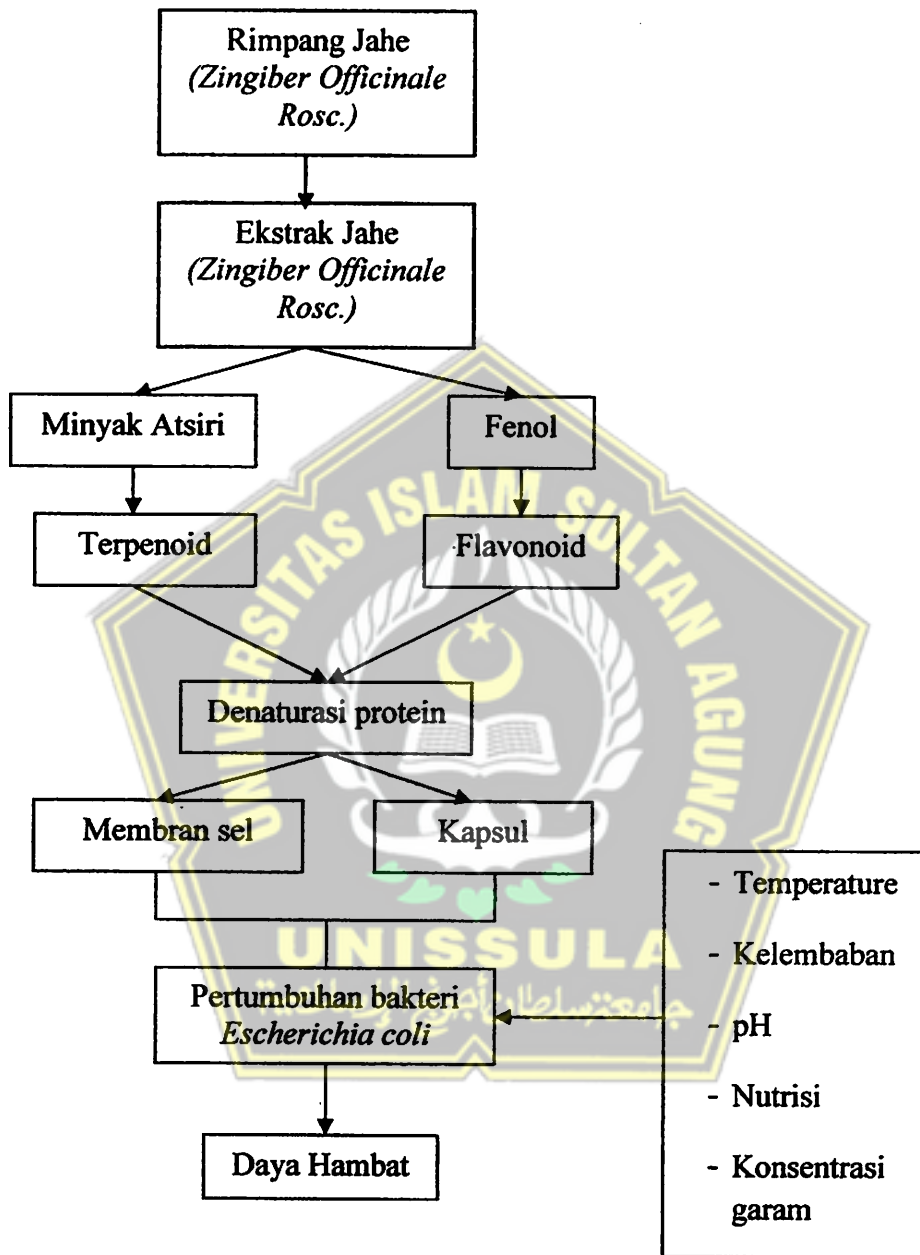 Rimpang Jahe
(Zingiber Officinale
Rosc.)
Ekstrak Jahe
(Zingiber Officinale
Rosc.)
Minyak Atsiri
Fenol
Terpenoid
Flavonoid
UNIVERSITAS ISLAM SULTAN AGUNG
Denaturasi protein
Membran sel
Kapsul
- Temperature
- Kelembaban
- pH
- Nutrisi
- Konsentrasi
garam
UNISSULA
Pertumbuhan bakteri
Escherichia coli
Daya Hambat